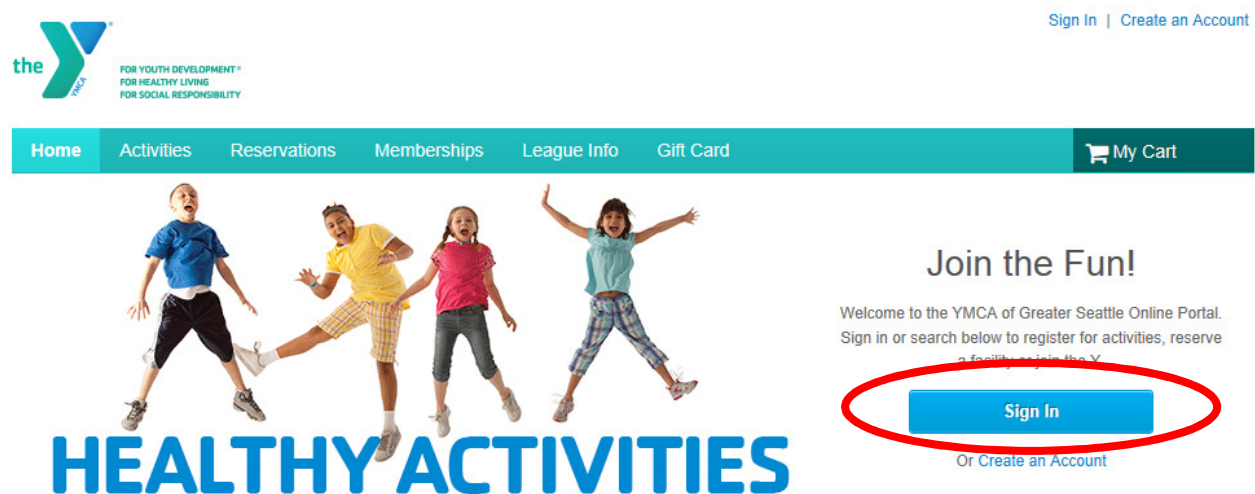 Sign In | Create an Account
the
YMCA
FOR YOUTH DEVELOPMENT®
FOR HEALTHY LIVING
FOR SOCIAL RESPONSIBILITY
Home Activities Reservations Memberships League Info Gift Card My Cart
Join the Fun!
Welcome to the YMCA of Greater Seattle Online Portal.
Sign in or search below to register for activities, reserve
a facility or join the Y.
Sign In
Or Create an Account
HEALTHY ACTIVITIES